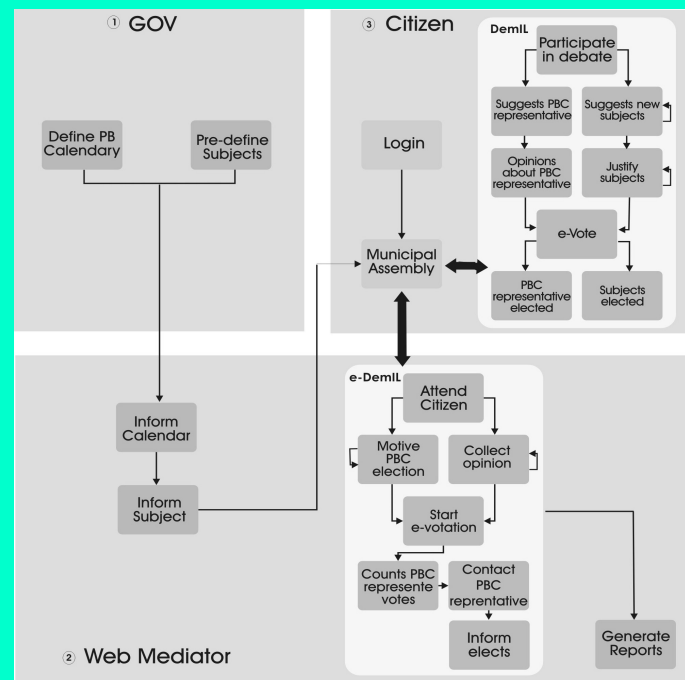 ① GOV
Define PB
Calendary
Pre-define
Subjects
③ Citizen
Login
Municipal
Assembly
DemIL
Participate
in debate
Suggests PBC
representative
Suggests new
subjects
Opinions
about PBC
representative
Justify
subjects
e-Vote
PBC
representative
elected
Subjects
elected
Inform
Calendar
Inform
Subject
② Web Mediator
e-DemIL
Attend
Citizen
Motive
PBC
election
Collect
opinion
Start
e-votation
Counts PBC
represente
votes
Contact
PBC
reprentative
Inform
elects
Generate
Reports